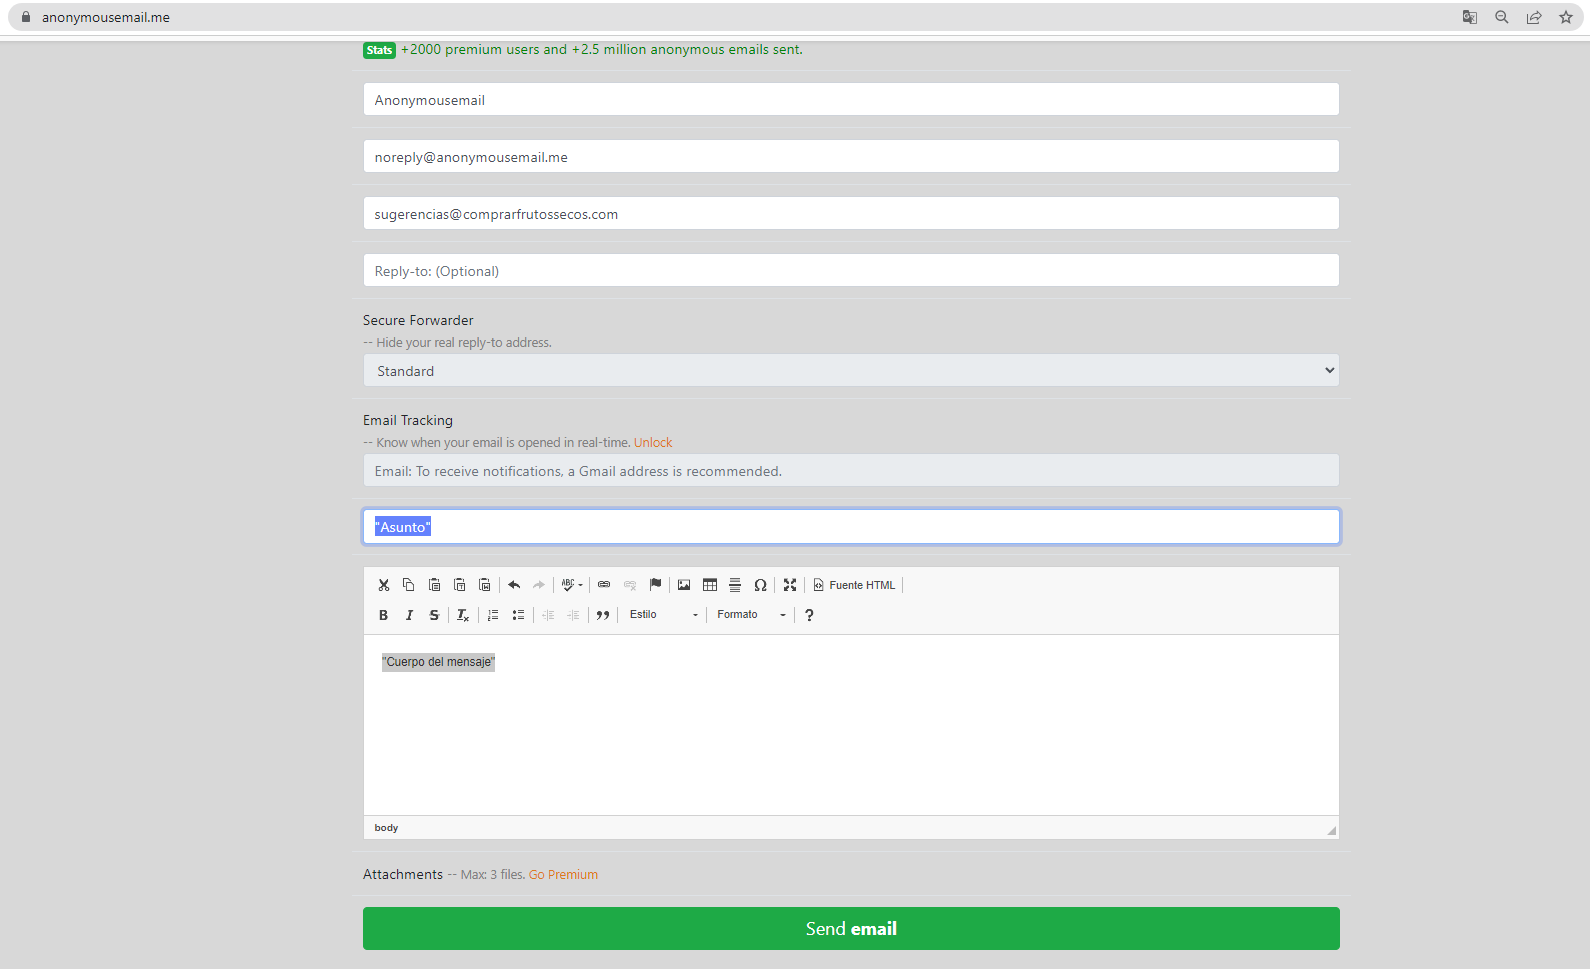 anonymousemail.me
Stats +2000 premium users and +2.5 million anonymous emails sent.
Anonymousemail
noreply@anonymousemail.me
sugerencias@comprarfrutossecos.com
Reply-to: (Optional)
Secure Forwarder
-- Hide your real reply-to address.
Standard
Email Tracking
-- Know when your email is opened in real-time. Unlock
Email: To receive notifications, a Gmail address is recommended.
"Asunto"
ABC Ω Fuente HTML
B I S Tx Estilo Formato ?
"Cuerpo del mensaje"
body
Attachments -- Max: 3 files. Go Premium
Send email